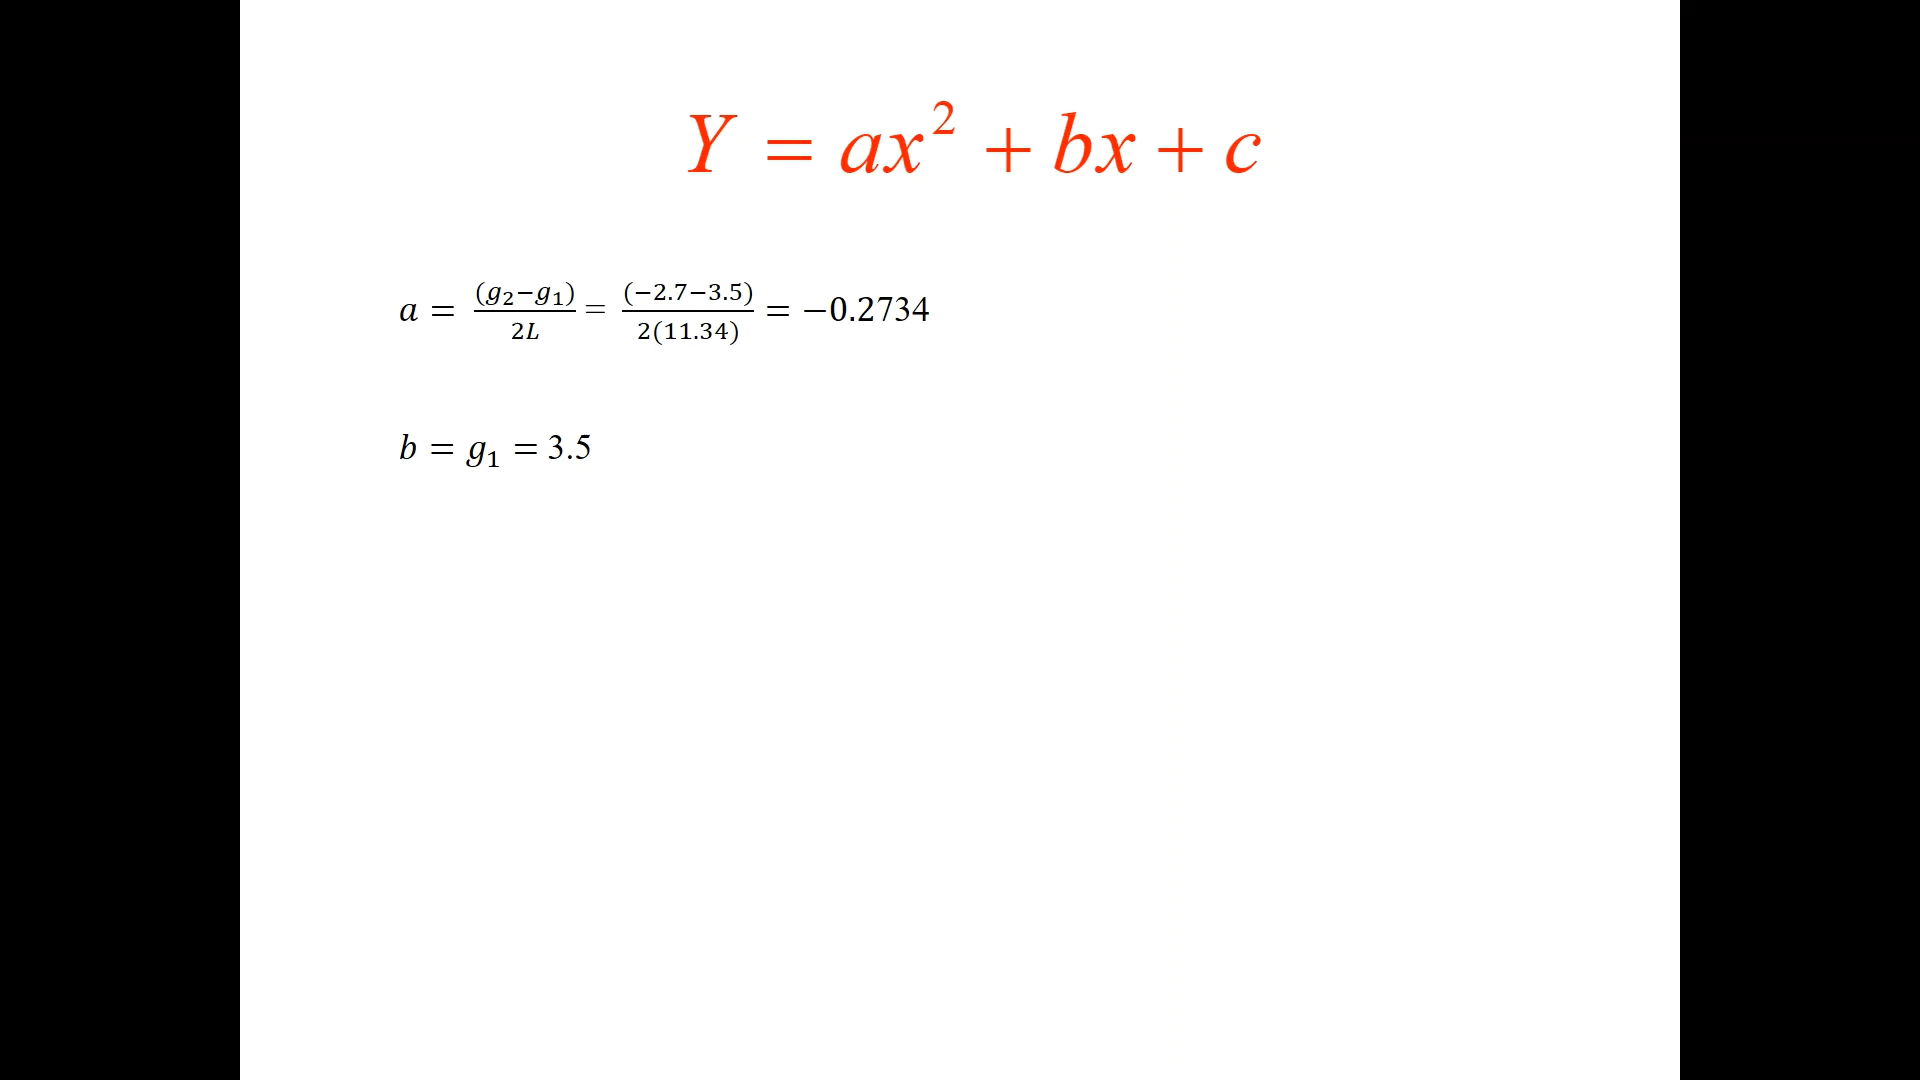 Y = ax² + bx + c
a = (g₂−g₁)/2L = (−2.7−3.5)/2(11.34) = −0.2734
b = g₁ = 3.5